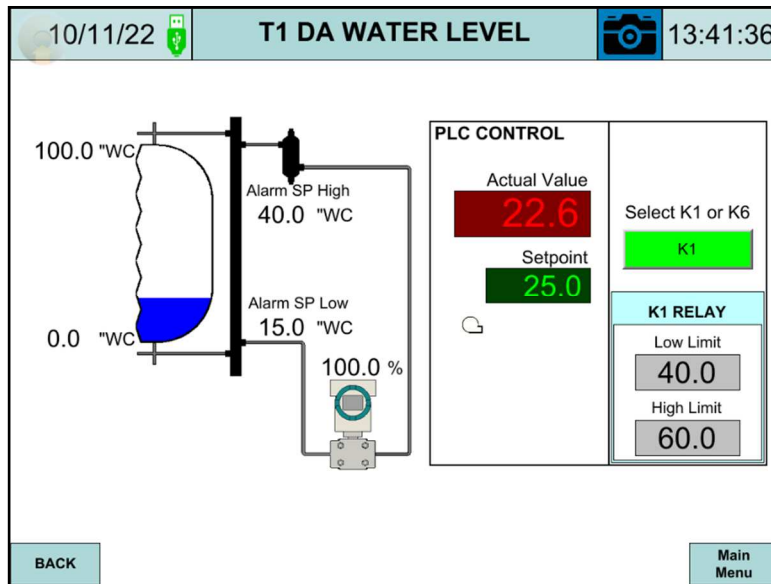 10/11/22
T1 DA WATER LEVEL
13:41:36
100.0 "WC
Alarm SP High
40.0 "WC
Alarm SP Low
15.0 "WC
0.0 "WC
100.0 %
PLC CONTROL
Actual Value
22.6
Setpoint
25.0
Select K1 or K6
K1
K1 RELAY
Low Limit
40.0
High Limit
60.0
BACK
Main
Menu